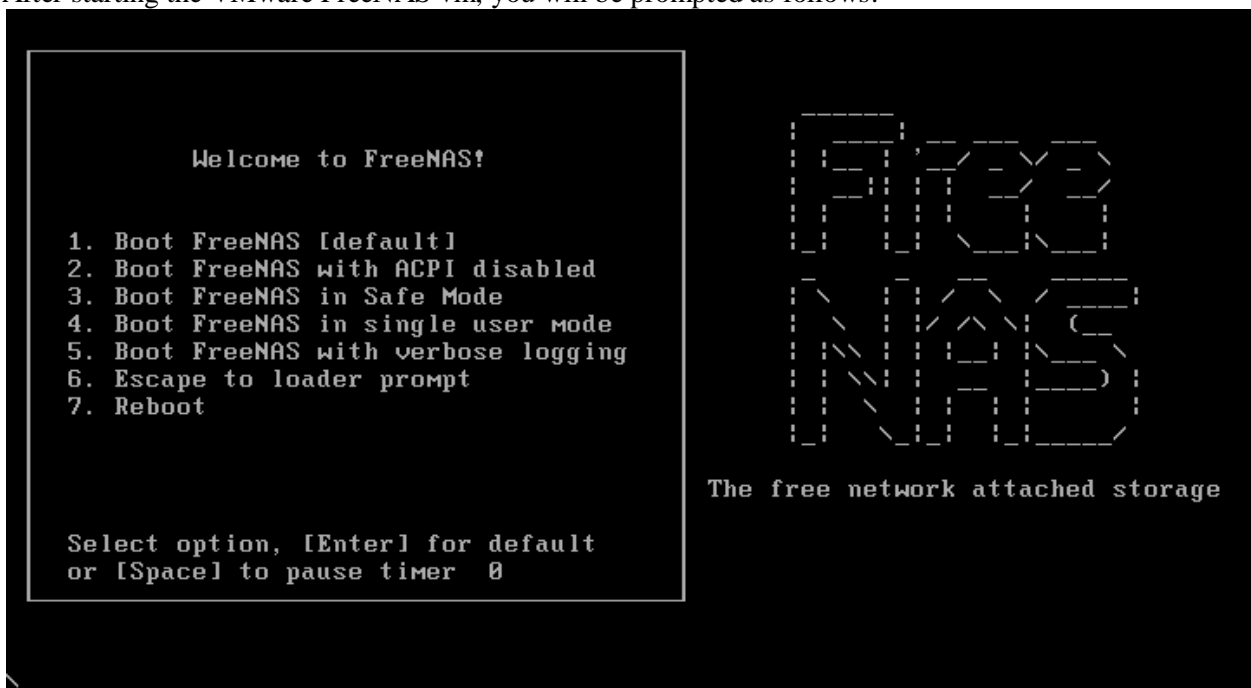 After starting the VMware FreeNAS vm, you will be prompted as follows:
Welcome to FreeNAS!
1. Boot FreeNAS [default]
2. Boot FreeNAS with ACPI disabled
3. Boot FreeNAS in Safe Mode
4. Boot FreeNAS in single user mode
5. Boot FreeNAS with verbose logging
6. Escape to loader prompt
7. Reboot
Select option, [Enter] for default
or [Space] to pause timer 0
Free
NAS
The free network attached storage